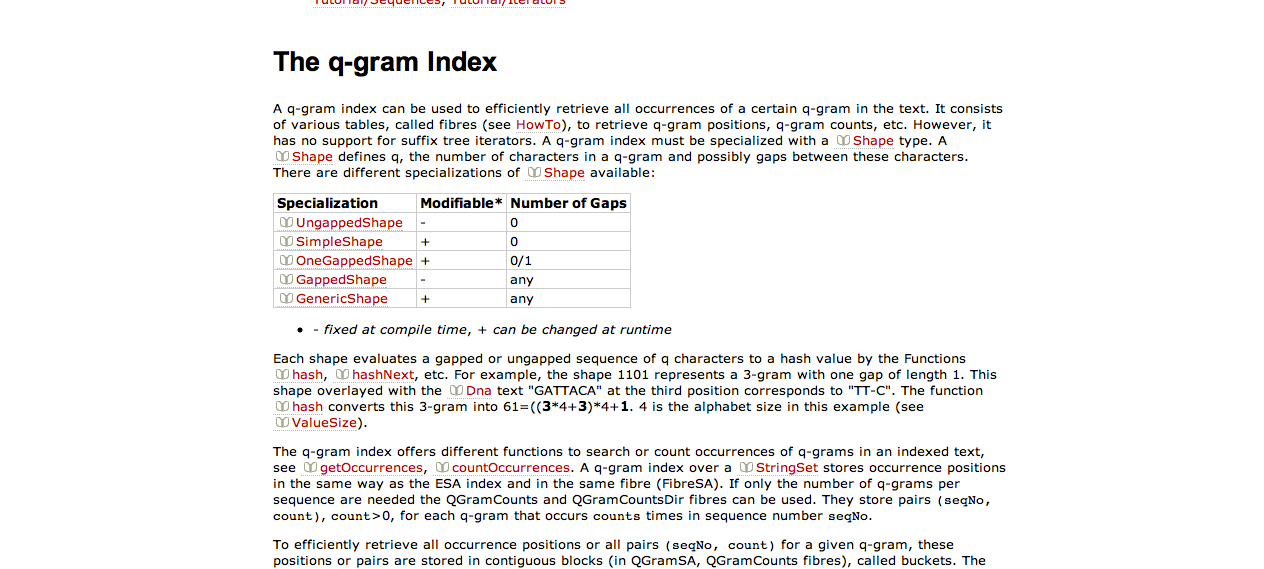 Tutorial/Sequences, Tutorial/Iterators
The q-gram Index
A q-gram index can be used to efficiently retrieve all occurrences of a certain q-gram in the text. It consists
of various tables, called fibres (see HowTo), to retrieve q-gram positions, q-gram counts, etc. However, it
has no support for suffix tree iterators. A q-gram index must be specialized with a Shape type. A
Shape defines q, the number of characters in a q-gram and possibly gaps between these characters.
There are different specializations of Shape available:
Specialization Modifiable* Number of Gaps
UngappedShape - 0
SimpleShape + 0
OneGappedShape + 0/1
GappedShape - any
GenericShape + any
• - fixed at compile time, + can be changed at runtime
Each shape evaluates a gapped or ungapped sequence of q characters to a hash value by the Functions
hash, hashNext, etc. For example, the shape 1101 represents a 3-gram with one gap of length 1. This
shape overlayed with the Dna text "GATTACA" at the third position corresponds to "TT-C". The function
hash converts this 3-gram into 61=((3*4+3)*4+1. 4 is the alphabet size in this example (see
ValueSize).
The q-gram index offers different functions to search or count occurrences of q-grams in an indexed text,
see getOccurrences, countOccurrences. A q-gram index over a StringSet stores occurrence positions
in the same way as the ESA index and in the same fibre (FibreSA). If only the number of q-grams per
sequence are needed the QGramCounts and QGramCountsDir fibres can be used. They store pairs (seqNo,
count), count>0, for each q-gram that occurs counts times in sequence number seqNo.
To efficiently retrieve all occurrence positions or all pairs (seqNo, count) for a given q-gram, these
positions or pairs are stored in contiguous blocks (in QGramSA, QGramCounts fibres), called buckets. The